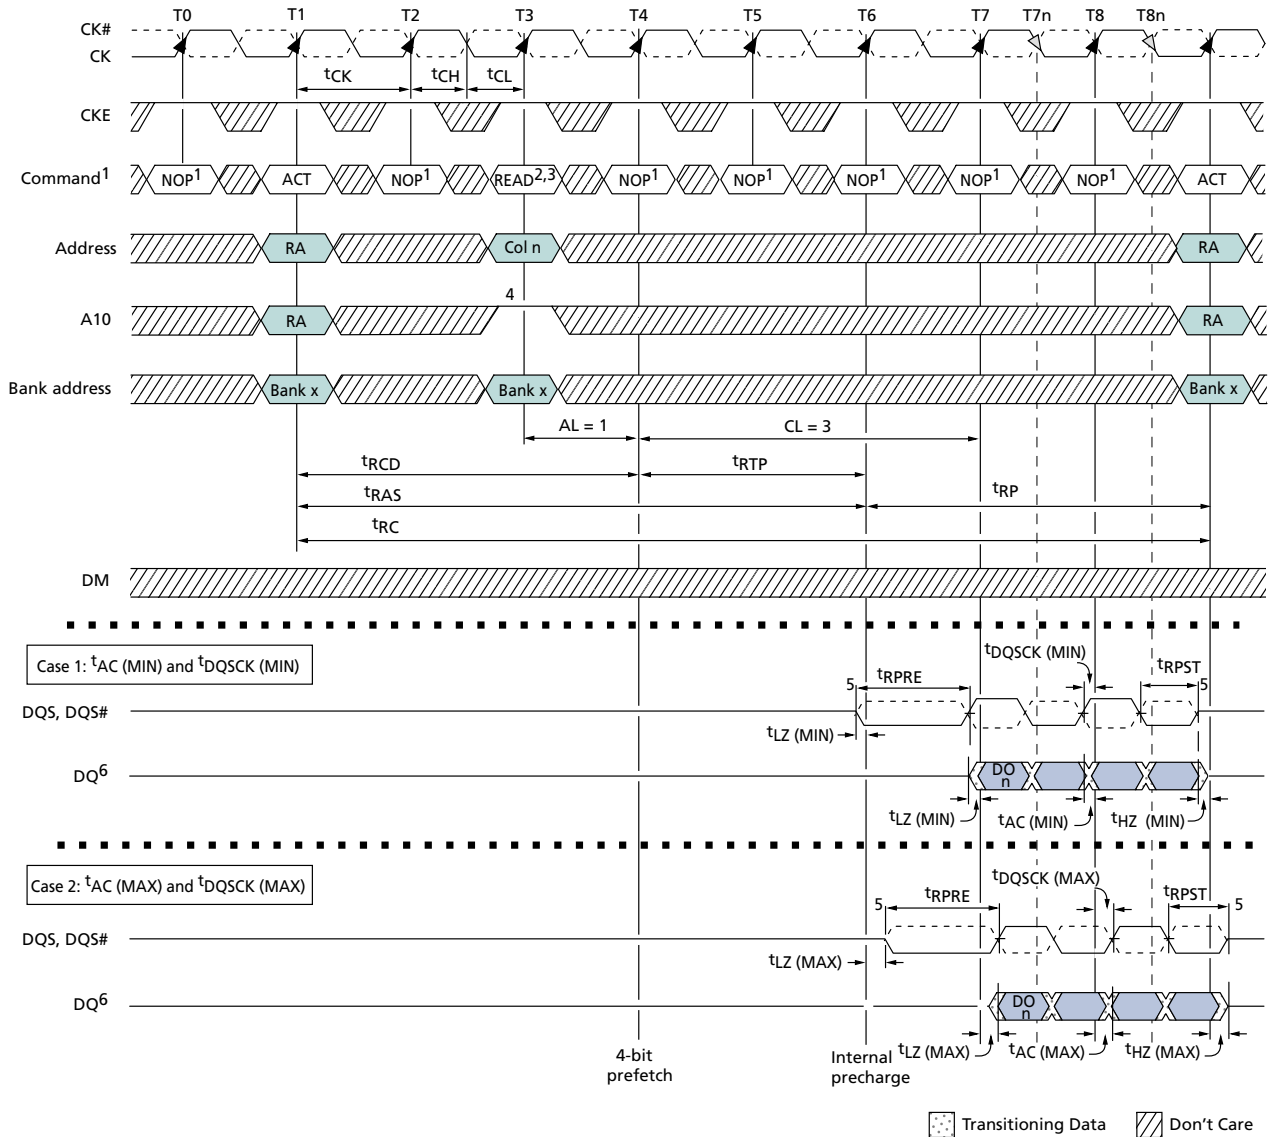 T0 T1 T2 T3 T4 T5 T6 T7 T7n T8 T8n
CK#
CK
tCK tCH tCL
CKE
Command1 NOP1 ACT NOP1 READ2,3 NOP1 NOP1 NOP1 NOP1 NOP1 ACT
Address RA Col n RA
4
A10 RA RA
Bank address Bank x Bank x Bank x
AL = 1 CL = 3
tRCD tRTP
tRAS tRP
tRC
DM
Case 1: tAC (MIN) and tDQSCK (MIN)
tDQSCK (MIN)
5 tRPRE tRPST 5
DQS, DQS#
tLZ (MIN)
DQ6 DO
n
tLZ (MIN) tAC (MIN) tHZ (MIN)
Case 2: tAC (MAX) and tDQSCK (MAX)
tDQSCK (MAX)
5 tRPRE tRPST 5
DQS, DQS#
tLZ (MAX)
DQ6 DO
n
tLZ (MAX) tAC (MAX) tHZ (MAX)
4-bit
prefetch
Internal
precharge
Transitioning Data Don't Care